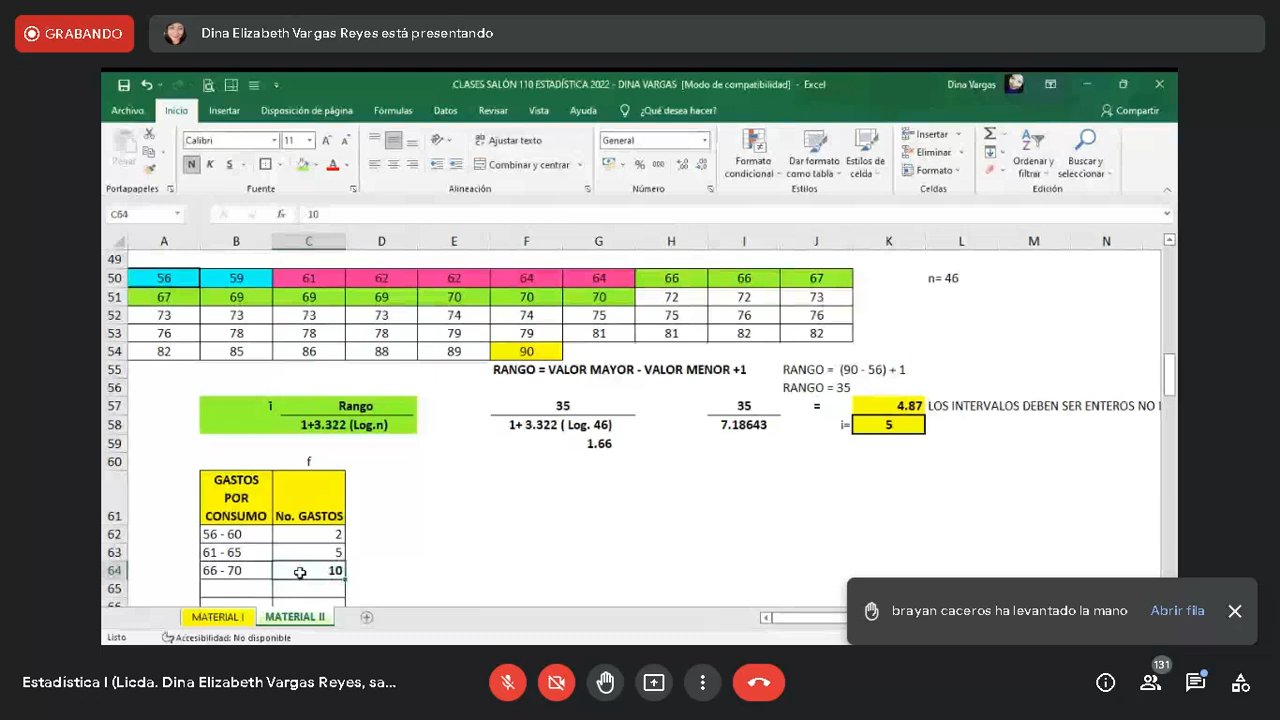 GRABANDO
Dina Elizabeth Vargas Reyes está presentando
CLASES SALÓN 110 ESTADÍSTICA 2022 - DINA VARGAS [Modo de compatibilidad] - Excel
Dina Vargas
Archivo Inicio Insertar Disposición de página Fórmulas Datos Revisar Vista Ayuda ¿Qué desea hacer? Compartir
Pegar
Calibri 11
N K S
Ajustar texto
Combinar y centrar
General
% 000
Formato condicional
Dar formato como tabla
Estilos de celda
Insertar
Eliminar
Formato
Ordenar y filtrar
Buscar y seleccionar
Portapapeles Fuente Alineación Número Estilos Celdas Edición
C64 fx 10
A B C D E F G H I J K L M N
49
50 56 59 61 62 62 64 64 66 66 67 n= 46
51 67 69 69 69 70 70 70 72 72 73
52 73 73 73 73 74 74 75 75 76 76
53 76 78 78 78 79 79 81 81 82 82
54 82 85 86 88 89 90
55 RANGO = VALOR MAYOR - VALOR MENOR +1 RANGO = (90 - 56) + 1
56 RANGO = 35
57 i Rango 35 35 = 4.87 LOS INTERVALOS DEBEN SER ENTEROS NO
58 1+3.322 (Log.n) 1+ 3.322 ( Log. 46) 7.18643 i= 5
59 1.66
60 f
61 GASTOS POR CONSUMO No. GASTOS
62 56 - 60 2
63 61 - 65 5
64 66 - 70 10
65
66
MATERIAL I MATERIAL II
Listo Accesibilidad: No disponible
brayan caceros ha levantado la mano Abrir fila
Estadística I (Licda. Dina Elizabeth Vargas Reyes, sa...
131